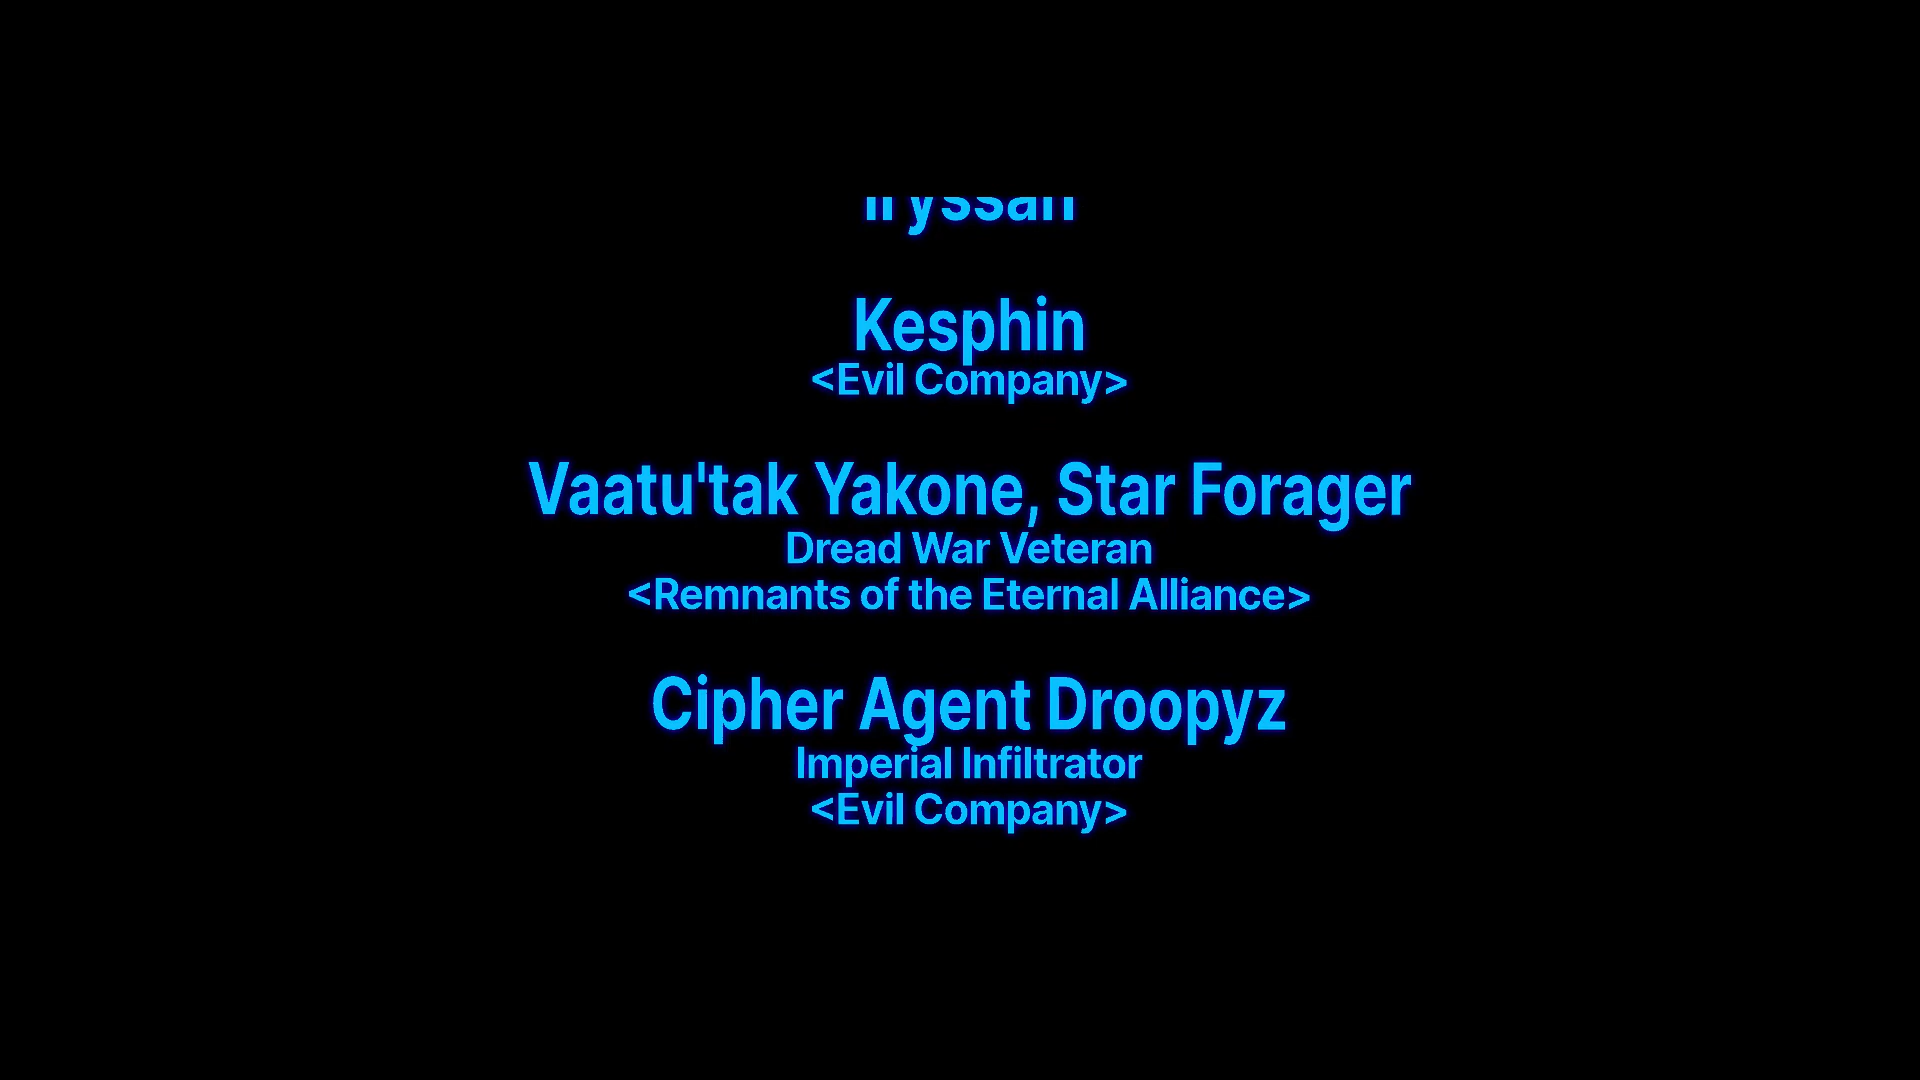 Kesphin
<Evil Company>
Vaatu'tak Yakone, Star Forager
Dread War Veteran
<Remnants of the Eternal Alliance>
Cipher Agent Droopyz
Imperial Infiltrator
<Evil Company>